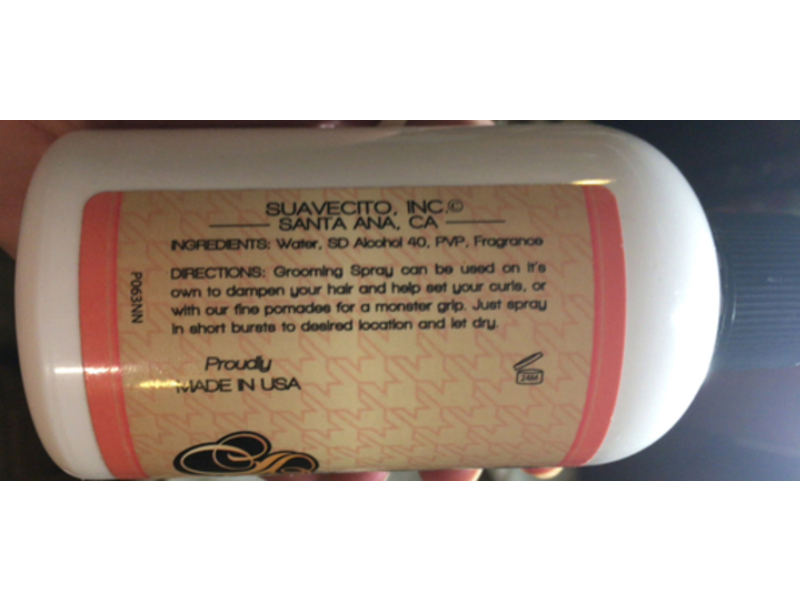 SUAVECITO, INC.©
SANTA ANA, CA
INGREDIENTS: Water, SD Alcohol 40, PVP, Fragrance
DIRECTIONS: Grooming Spray can be used on it's
own to dampen your hair and help set your curls, or
with our fine pomades for a monster grip. Just spray
in short bursts to desired location and let dry.
Proudly
MADE IN USA
24M
P063NN